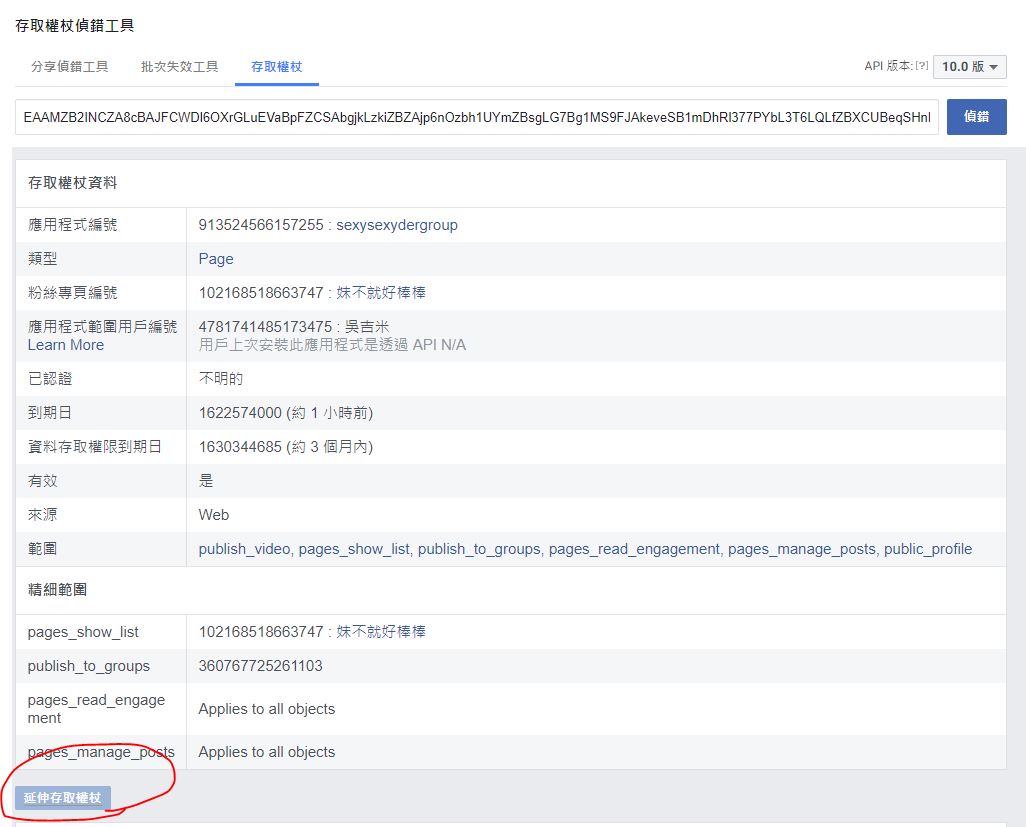 存取權杖偵錯工具
分享偵錯工具 批次失效工具 存取權杖 API 版本:[?] 10.0 版
EAAMZB2INCZA8cBAJFCWDI6OXrGLuEVaBpFZCSAbgjkLzkiZBZAjp6nOzbh1UYmZBsgLG7Bg1MS9FJAkeveSB1mDhRI377PYbL3T6LQLfZBXCUBeqSHnl 偵錯
存取權杖資料
應用程式編號 913524566157255 : sexysexydergroup
類型 Page
粉絲專頁編號 102168518663747 : 妹不就好棒棒
應用程式範圍用戶編號 4781741485173475 : 吳吉米
Learn More 用戶上次安裝此應用程式是透過 API N/A
已認證 不明的
到期日 1622574000 (約 1 小時前)
資料存取權限到期日 1630344685 (約 3 個月內)
有效 是
來源 Web
範圍 publish_video, pages_show_list, publish_to_groups, pages_read_engagement, pages_manage_posts, public_profile
精細範圍
pages_show_list 102168518663747 : 妹不就好棒棒
publish_to_groups 360767725261103
pages_read_engage
ment Applies to all objects
pages_manage_posts Applies to all objects
延伸存取權杖